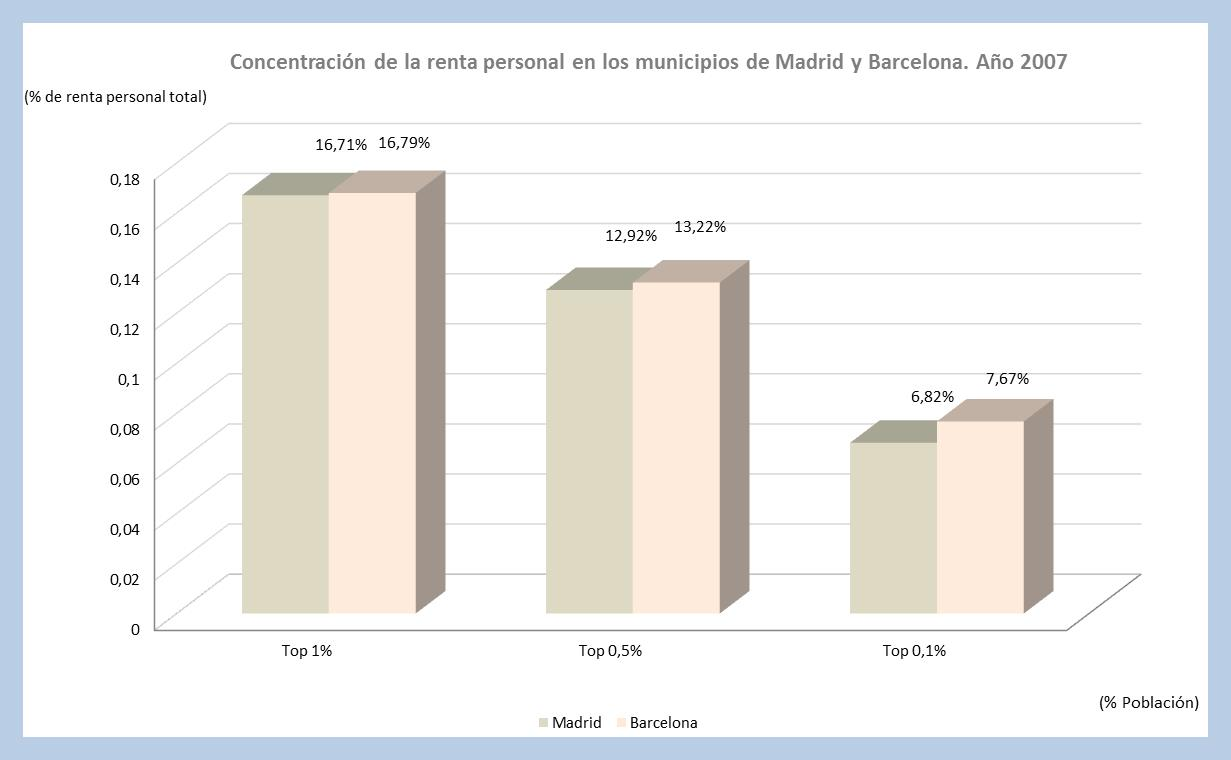 Concentración de la renta personal en los municipios de Madrid y Barcelona. Año 2007
(% de renta personal total)
16,71% 16,79%
0,18
0,16
12,92% 13,22%
0,14
0,12
0,1
7,67%
6,82%
0,08
0,06
0,04
0,02
0
Top 1% Top 0,5% Top 0,1%
(% Población)
Madrid Barcelona